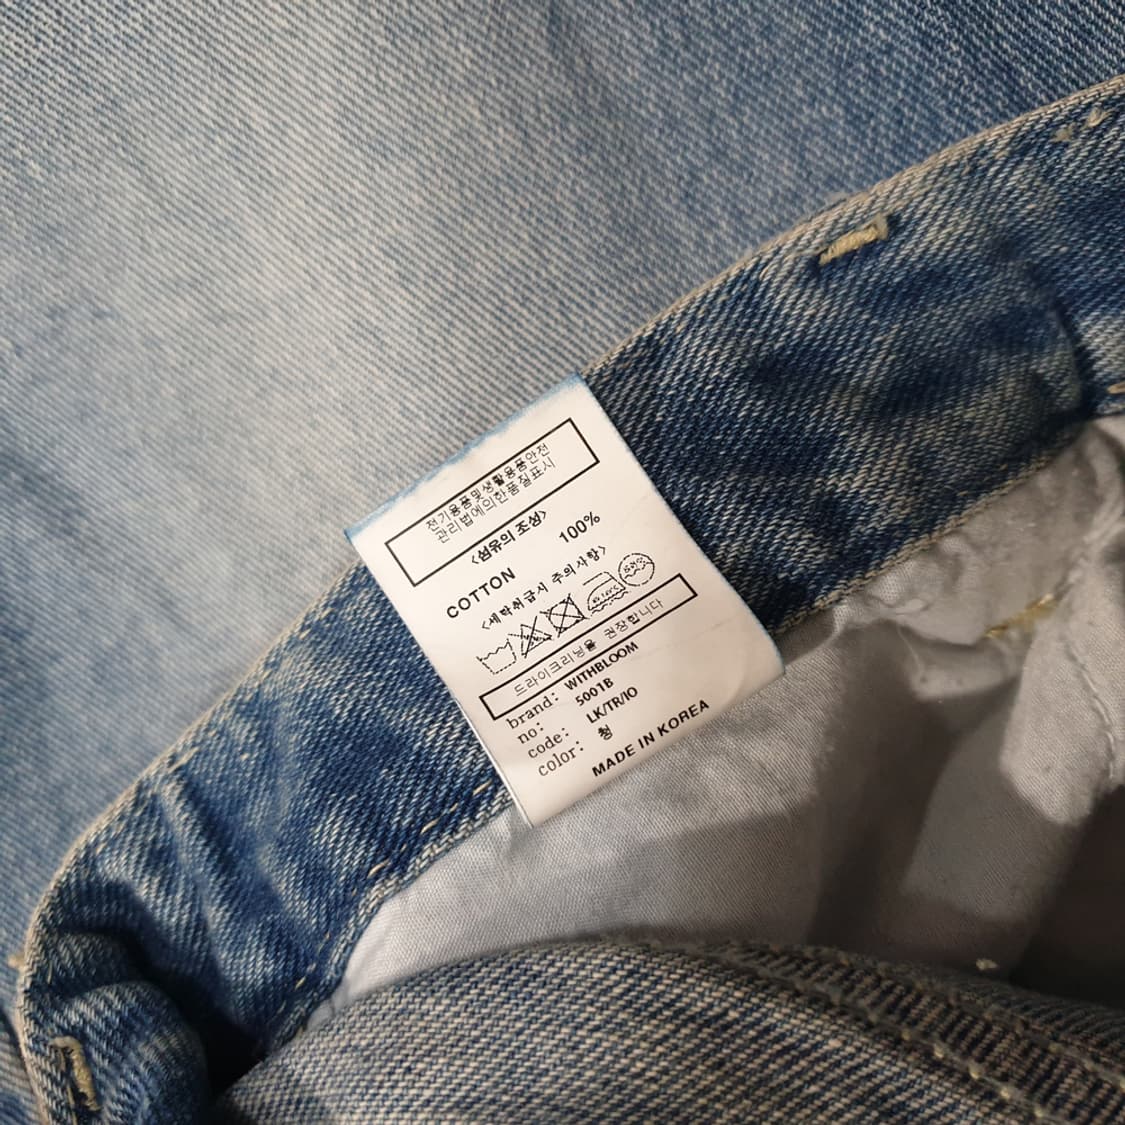 전기용품및생활용품안전
관리법에의한품질표시
<섬유의 조성>
COTTON 100%
<세탁취급시 주의사항>
드라이크리닝을 권장합니다
brand: WITHBLOOM
no: 5001B
code: LK/TR/IO
color: 청
MADE IN KOREA